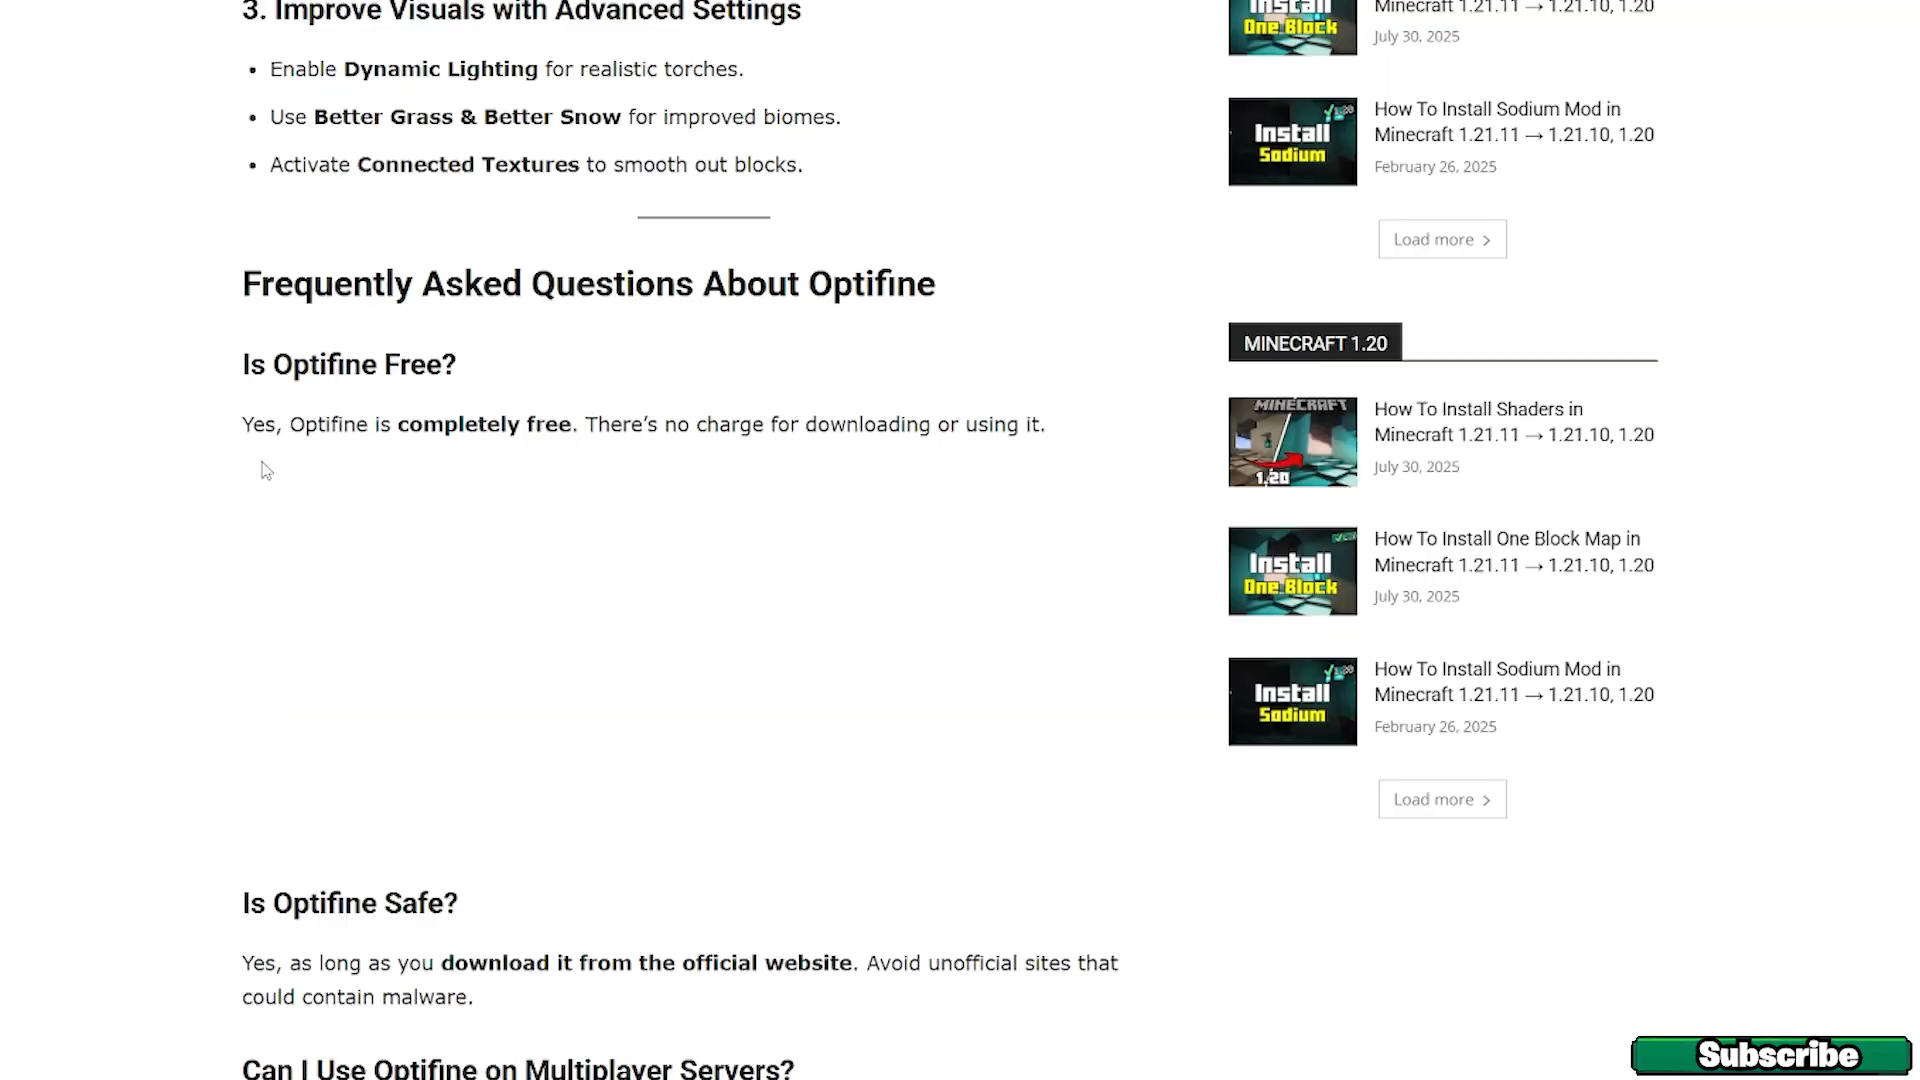 3. Improve Visuals with Advanced Settings
• Enable Dynamic Lighting for realistic torches.
• Use Better Grass & Better Snow for improved biomes.
• Activate Connected Textures to smooth out blocks.
Frequently Asked Questions About Optifine
Is Optifine Free?
Yes, Optifine is completely free. There’s no charge for downloading or using it.
Is Optifine Safe?
Yes, as long as you download it from the official website. Avoid unofficial sites that
could contain malware.
Can I Use Optifine on Multiplayer Servers?
Install
One Block
Minecraft 1.21.11 → 1.21.10, 1.20
July 30, 2025
1.20
Install
Sodium
How To Install Sodium Mod in
Minecraft 1.21.11 → 1.21.10, 1.20
February 26, 2025
Load more >
MINECRAFT 1.20
MINECRAFT
1.20
How To Install Shaders in
Minecraft 1.21.11 → 1.21.10, 1.20
July 30, 2025
Install
One Block
How To Install One Block Map in
Minecraft 1.21.11 → 1.21.10, 1.20
July 30, 2025
1.20
Install
Sodium
How To Install Sodium Mod in
Minecraft 1.21.11 → 1.21.10, 1.20
February 26, 2025
Load more >
Subscribe